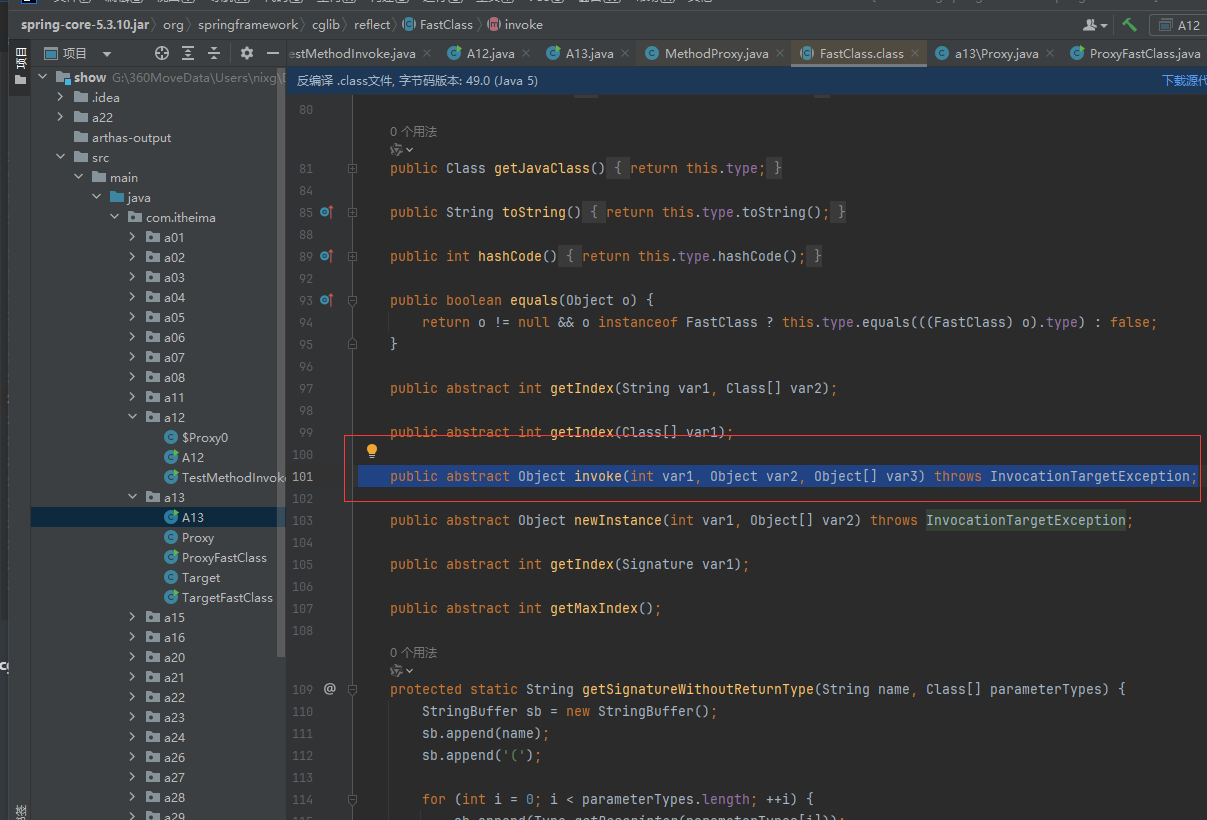 spring-core-5.3.10.jar org springframework cglib reflect FastClass invoke A12
项目 estMethodInvoke.java A12.java A13.java MethodProxy.java FastClass.class a13\Proxy.java ProxyFastClass.java
项目
反编译 .class文件, 字节码版本: 49.0 (Java 5) 下载源代
show G:\360MoveData\Users\nixg\
.idea
a22
arthas-output
src
main
java
com.itheima
a01
a02
a03
a04
a05
a06
a07
a08
a11
a12
$Proxy0
A12
TestMethodInvoke
a13
A13
Proxy
ProxyFastClass
Target
TargetFastClass
a15
a16
a20
a21
a22
a23
a24
a26
a27
a28
a29
80
0 个用法
81 public Class getJavaClass() { return this.type; }
84
85 public String toString() { return this.type.toString(); }
88
89 public int hashCode() { return this.type.hashCode(); }
92
93 public boolean equals(Object o) {
94 return o != null && o instanceof FastClass ? this.type.equals(((FastClass) o).type) : false;
95 }
96
97 public abstract int getIndex(String var1, Class[] var2);
98
99 public abstract int getIndex(Class[] var1);
100
101 public abstract Object invoke(int var1, Object var2, Object[] var3) throws InvocationTargetException;
102
103 public abstract Object newInstance(int var1, Object[] var2) throws InvocationTargetException;
104
105 public abstract int getIndex(Signature var1);
106
107 public abstract int getMaxIndex();
108
0 个用法
109 @ protected static String getSignatureWithoutReturnType(String name, Class[] parameterTypes) {
110 StringBuffer sb = new StringBuffer();
111 sb.append(name);
112 sb.append('(');
113
114 for (int i = 0; i < parameterTypes.length; ++i) {
sb.append(Type.getDescriptor(parameterTypes[i]));